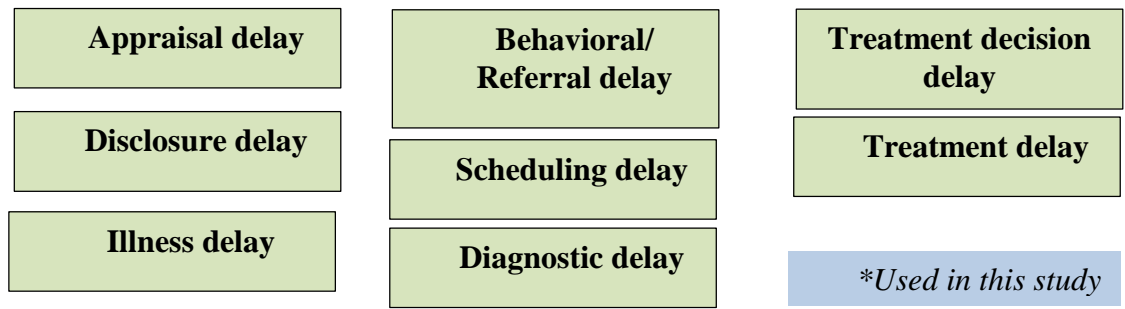 Appraisal delay
Disclosure delay
Illness delay
Behavioral/
Referral delay
Scheduling delay
Diagnostic delay
Treatment decision
delay
Treatment delay
*Used in this study